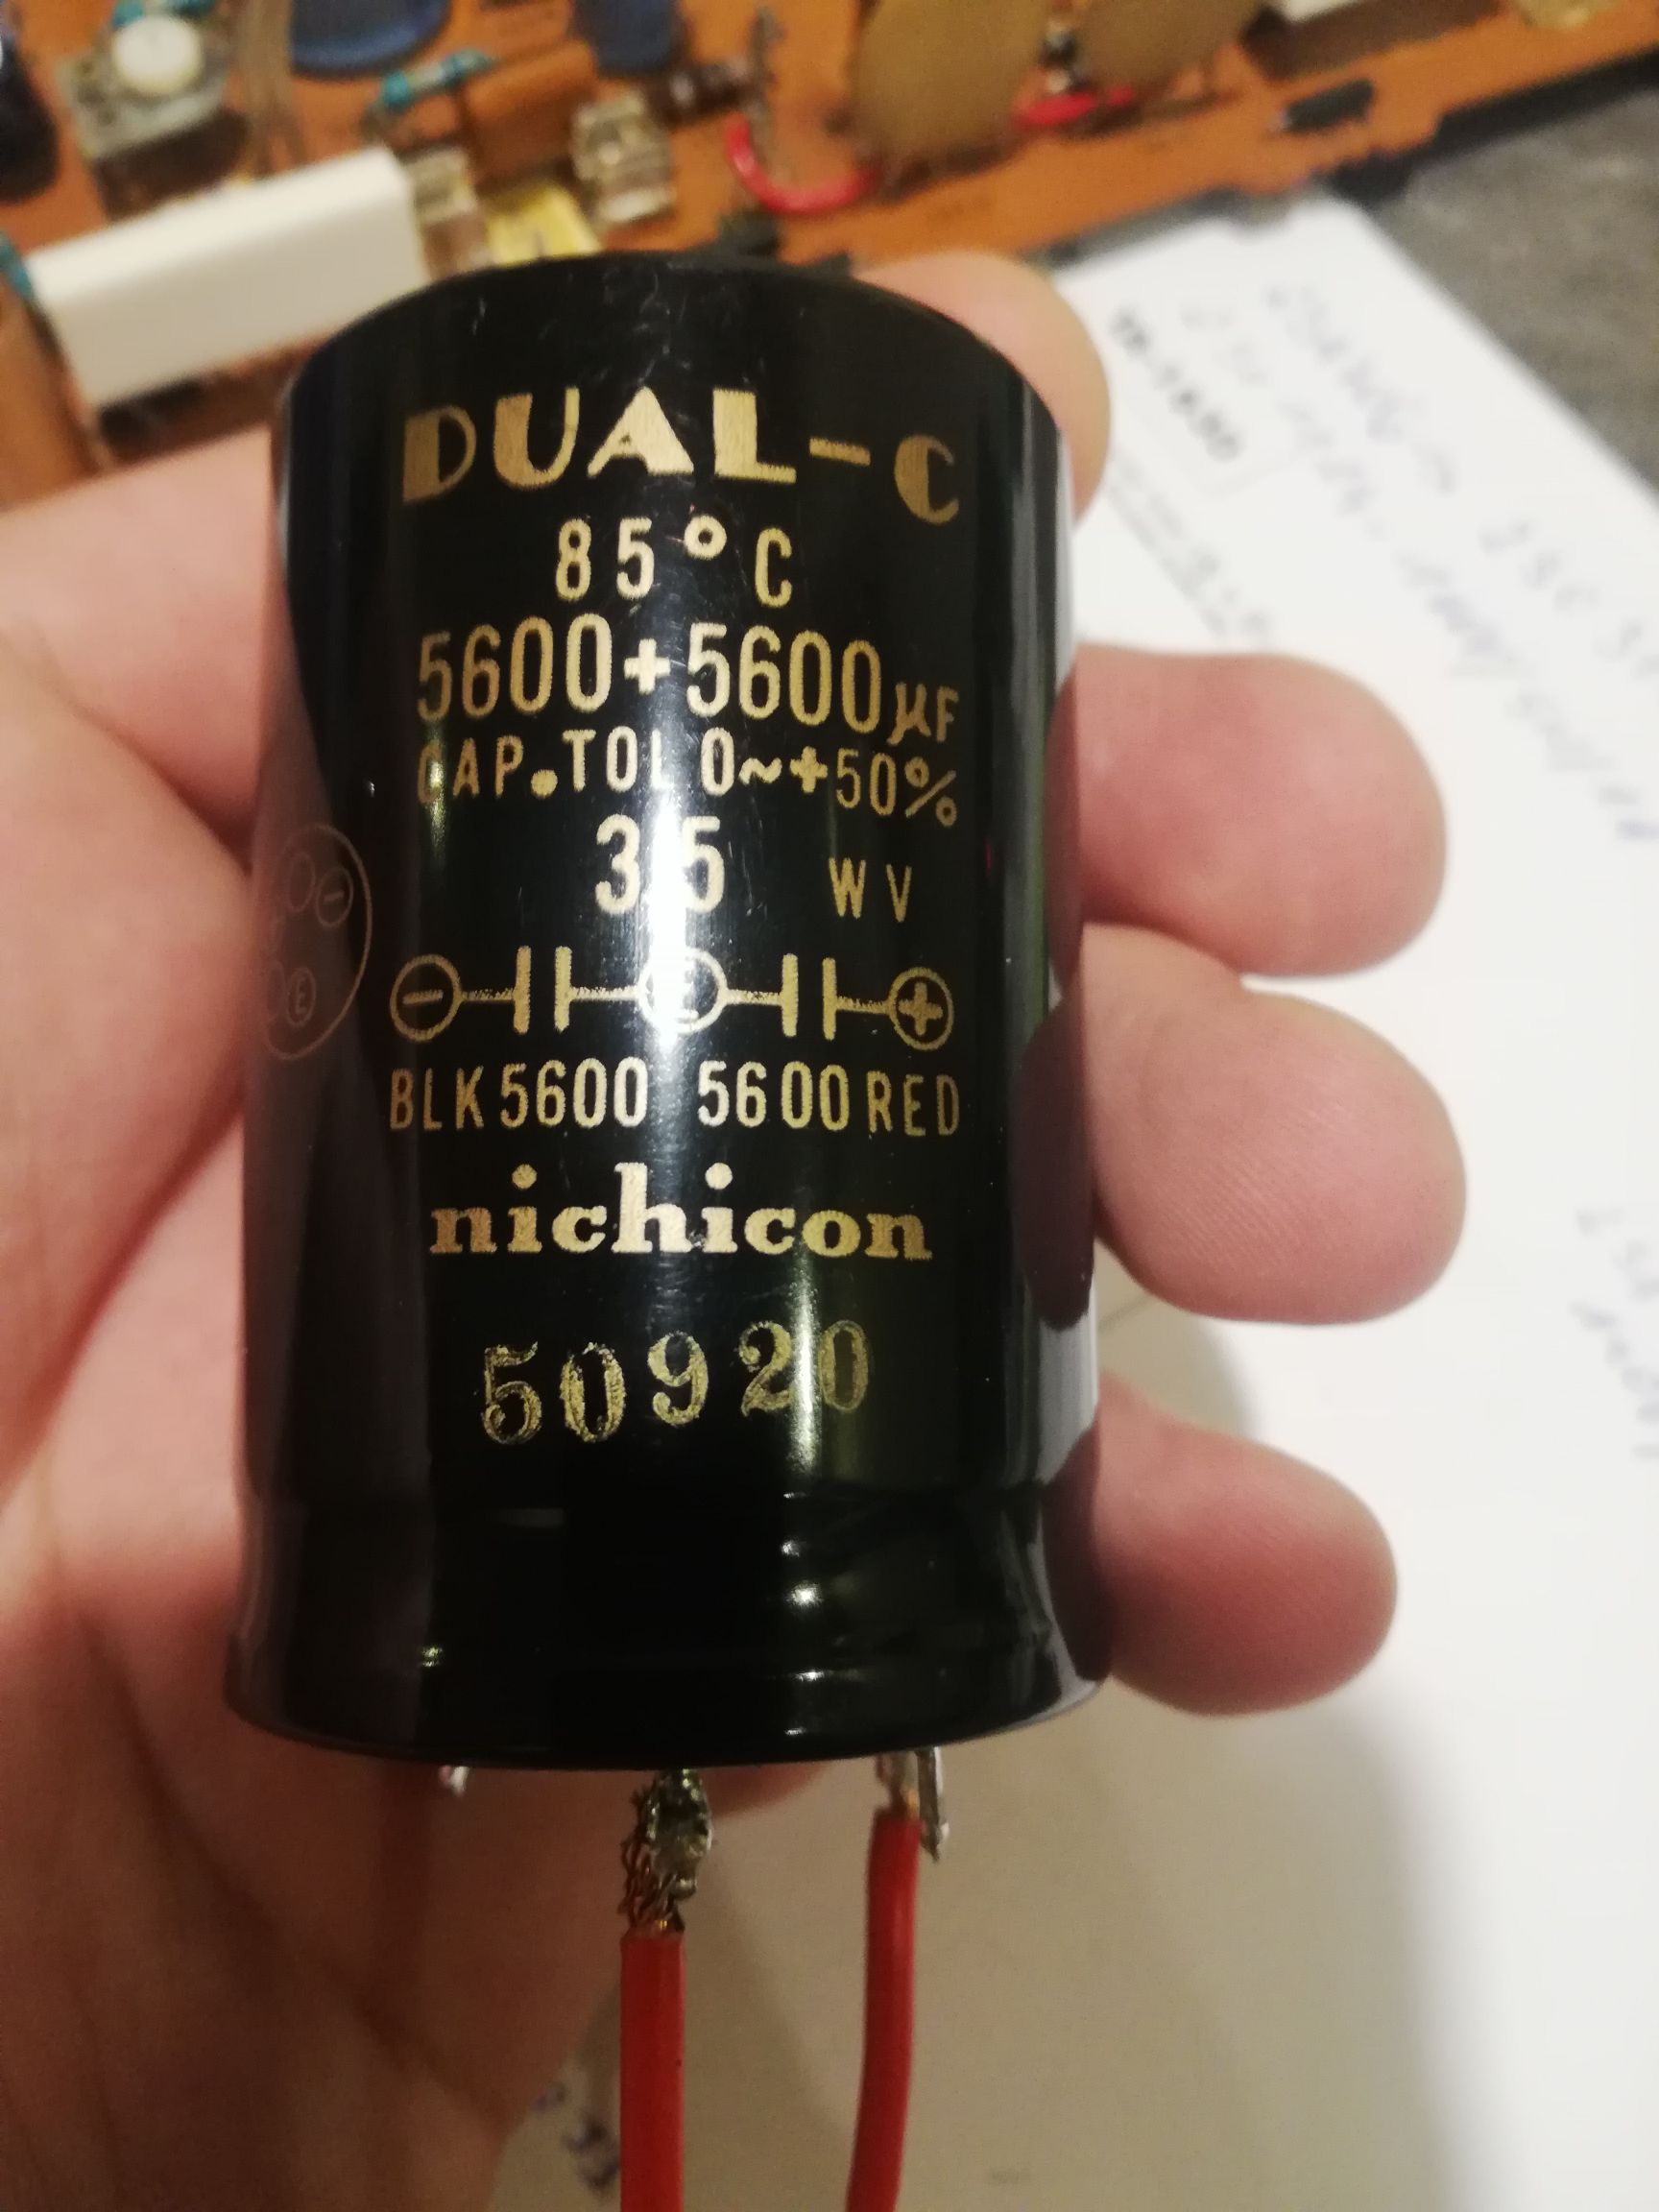 DUAL-C
85°C
5600+5600µF
CAP.TOL 0~+50%
35 WV
- E +
BLK5600 5600RED
nichicon
50920
- E